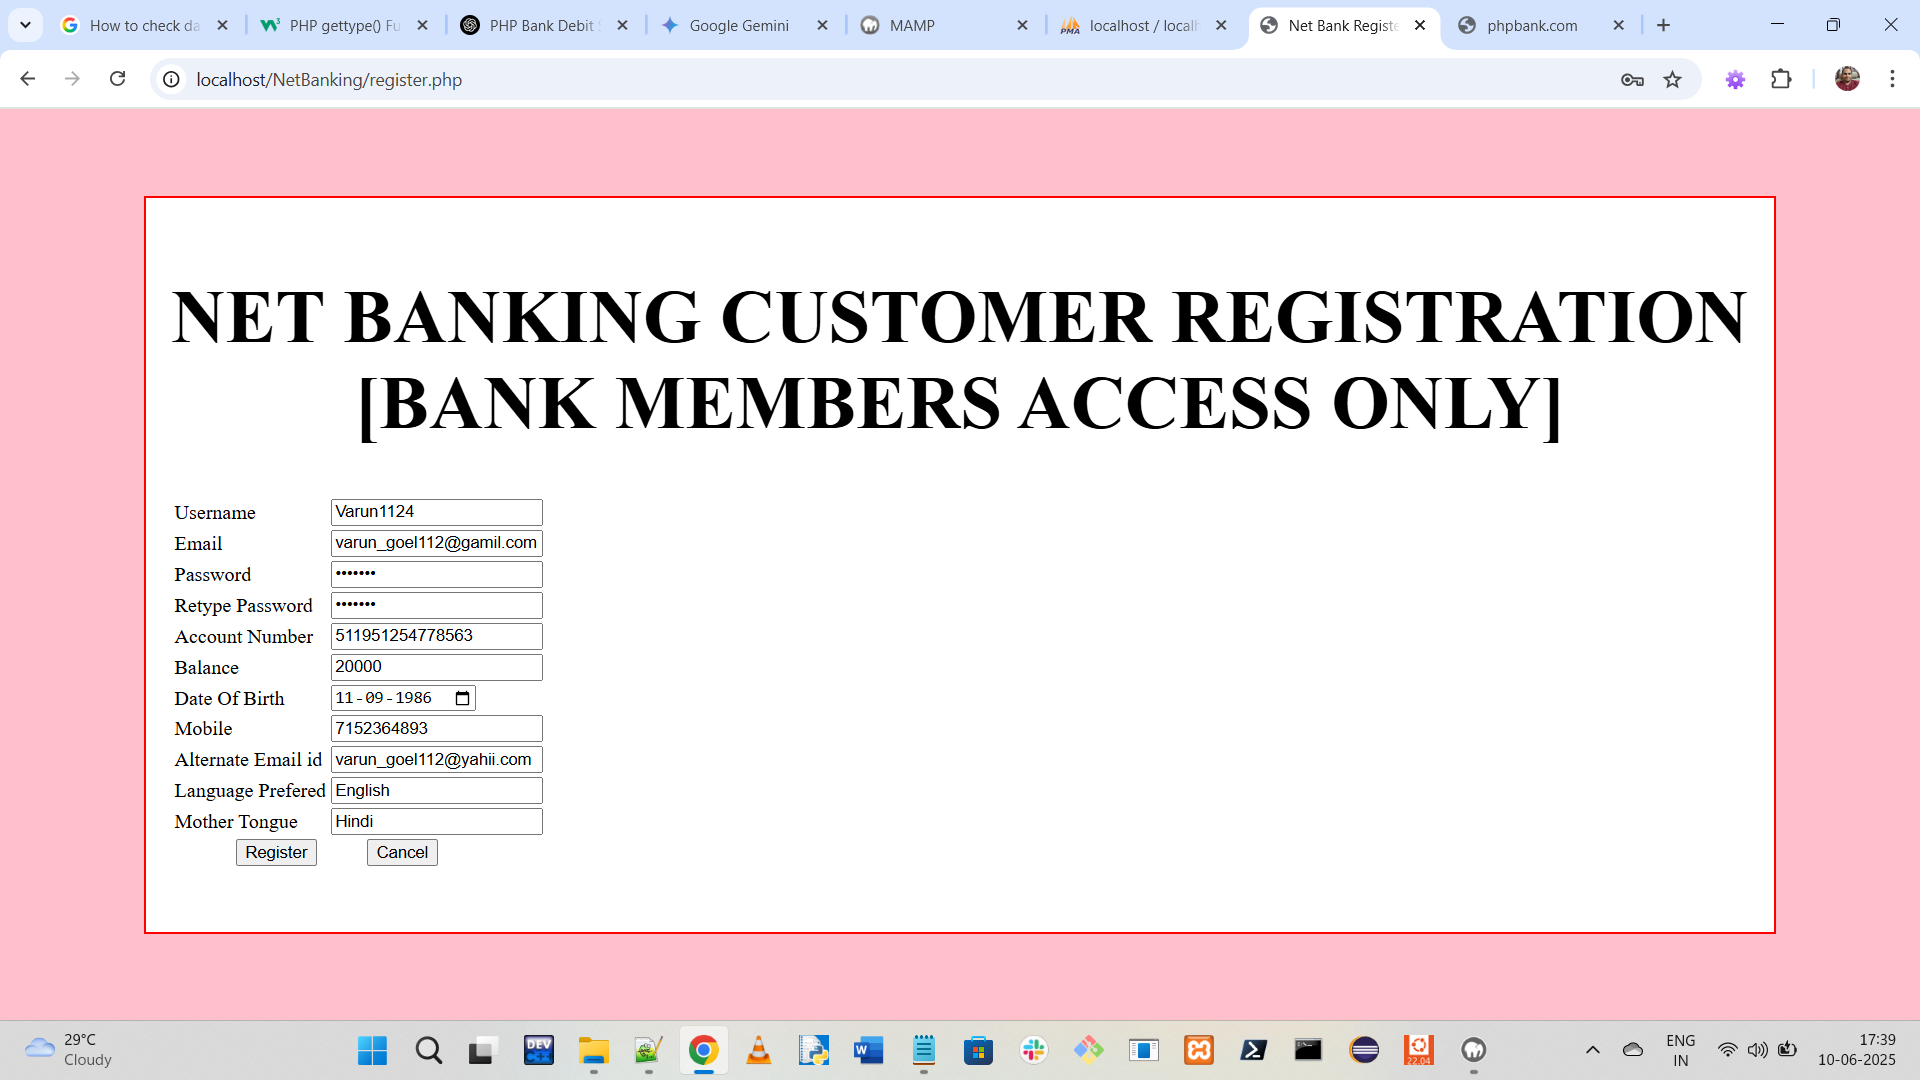 How to check da
PHP gettype() Fu
PHP Bank Debit S
Google Gemini
MAMP
localhost / localh
Net Bank Registe
phpbank.com
localhost/NetBanking/register.php
NET BANKING CUSTOMER REGISTRATION
[BANK MEMBERS ACCESS ONLY]
Username Varun1124
Email varun_goel112@gamil.com
Password •••••••
Retype Password •••••••
Account Number 511951254778563
Balance 20000
Date Of Birth 11-09-1986
Mobile 7152364893
Alternate Email id varun_goel112@yahii.com
Language Prefered English
Mother Tongue Hindi
Register Cancel
29°C
Cloudy
DEV
C++
22.04
ENG
IN
17:39
10-06-2025